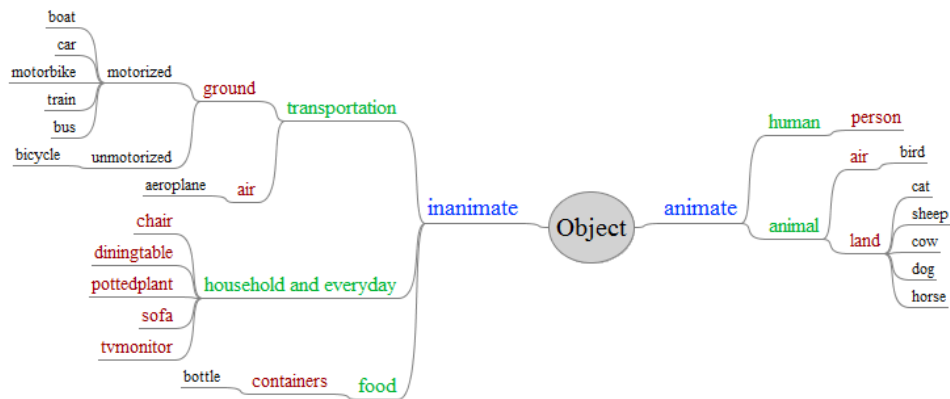 boat
car
motorbike
train
bus
motorized
bicycle
unmotorized
ground
aeroplane
air
transportation
chair
diningtable
pottedplant
sofa
tvmonitor
household and everyday
bottle
containers
food
inanimate
Object
animate
human
person
animal
air
bird
land
cat
sheep
cow
dog
horse